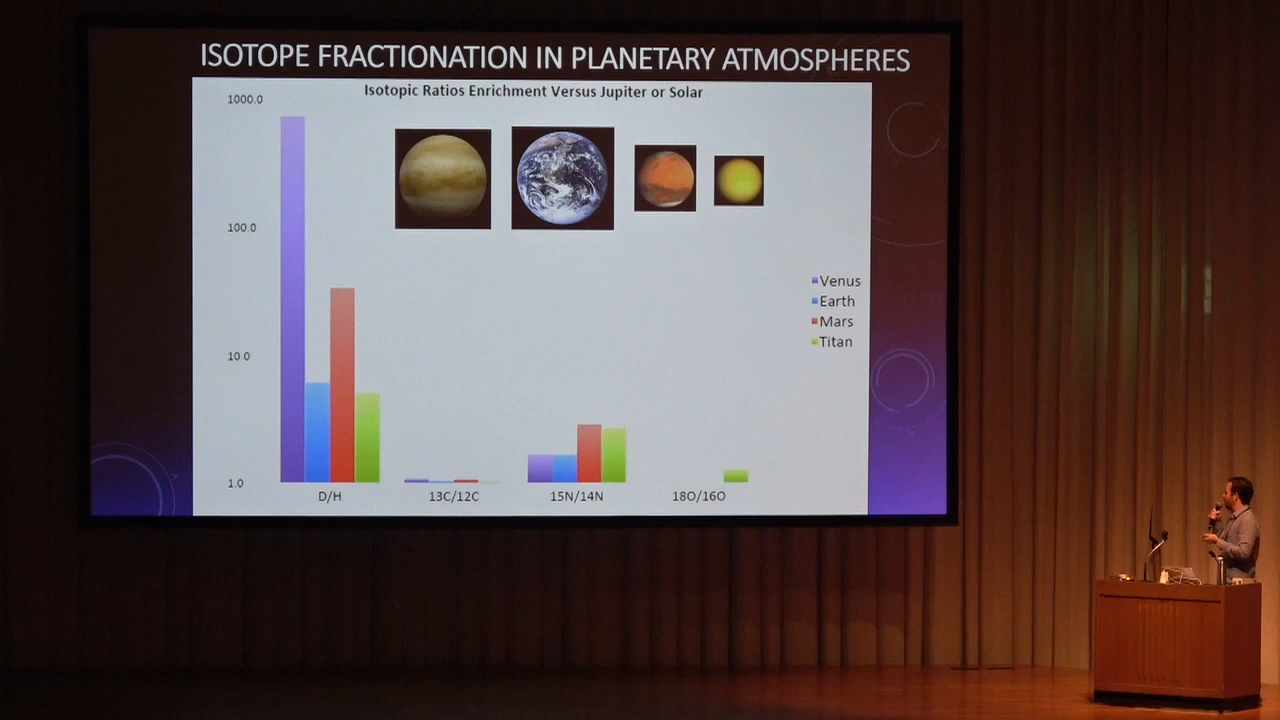 ISOTOPE FRACTIONATION IN PLANETARY ATMOSPHERES
Isotopic Ratios Enrichment Versus Jupiter or Solar
1000.0
100.0
10.0
1.0
D/H
13C/12C
15N/14N
18O/16O
Venus
Earth
Mars
Titan